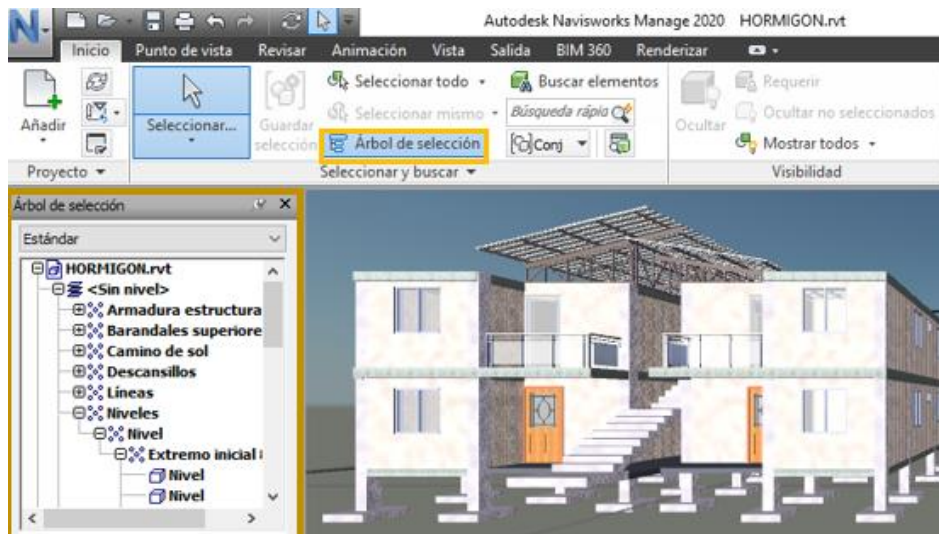 Autodesk Navisworks Manage 2020 HORMIGON.rvt
Inicio Punto de vista Revisar Animación Vista Salida BIM 360 Renderizar
Añadir
Seleccionar...
Guardar
selección
Seleccionar todo
Seleccionar mismo
Árbol de selección
Buscar elementos
Búsqueda rápio
Conj
Ocultar
Requerir
Ocultar no seleccionados
Mostrar todos
Proyecto Seleccionar y buscar Visibilidad
Árbol de selección
Estándar
HORMIGON.rvt
<Sin nivel>
Armadura estructura
Barandales superiore
Camino de sol
Descansillos
Líneas
Niveles
Nivel
Extremo inicial
Nivel
Nivel